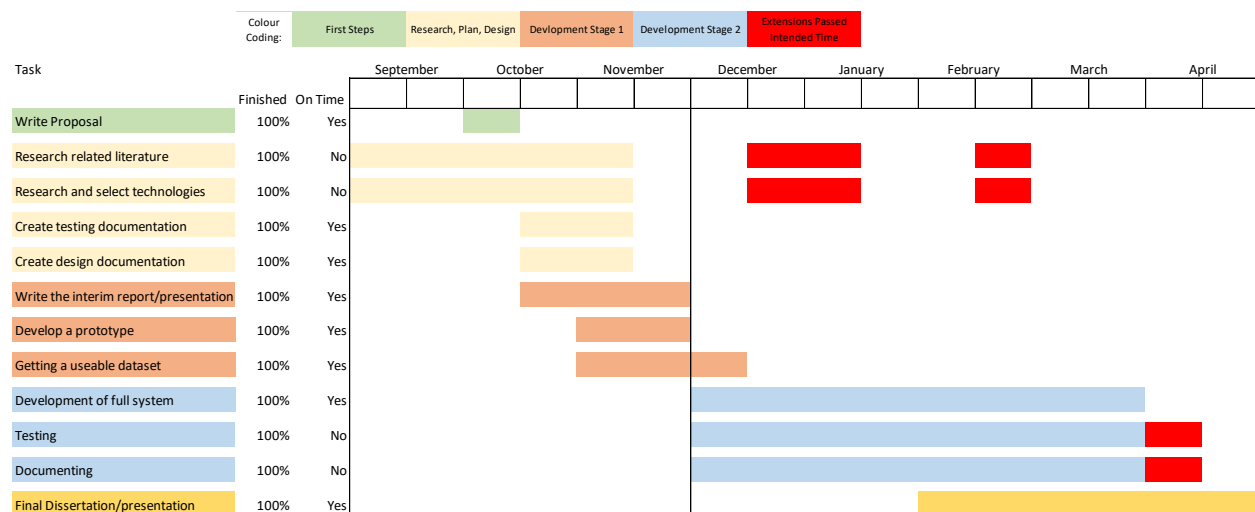 Colour Coding: First Steps Research, Plan, Design Devlopment Stage 1 Development Stage 2 Extensions Passed Intended Time
Task September October November December January February March April
Finished On Time
Write Proposal 100% Yes
Research related literature 100% No
Research and select technologies 100% No
Create testing documentation 100% Yes
Create design documentation 100% Yes
Write the interim report/presentation 100% Yes
Develop a prototype 100% Yes
Getting a useable dataset 100% Yes
Development of full system 100% Yes
Testing 100% No
Documenting 100% No
Final Dissertation/presentation 100% Yes